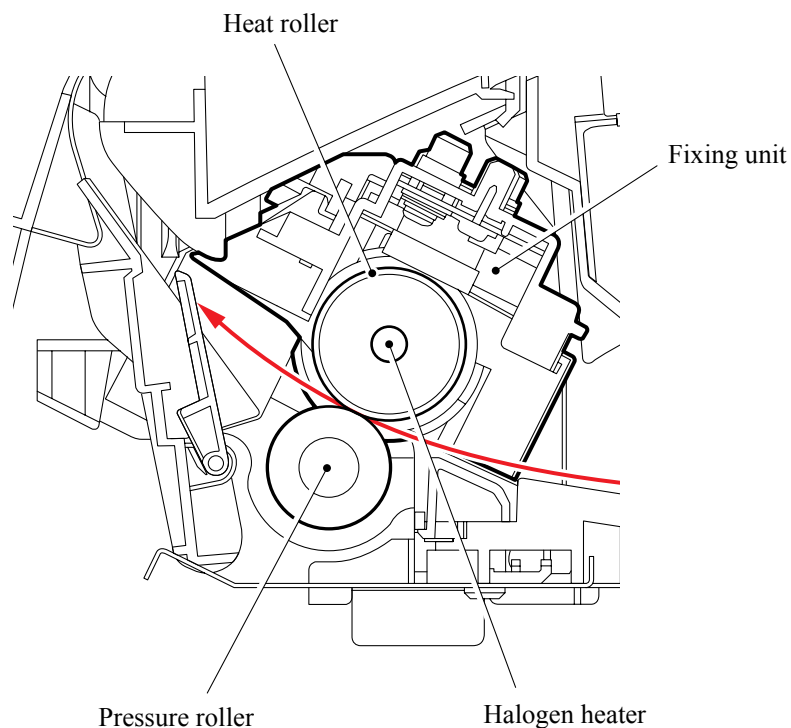 Heat roller
Fixing unit
Pressure roller
Halogen heater